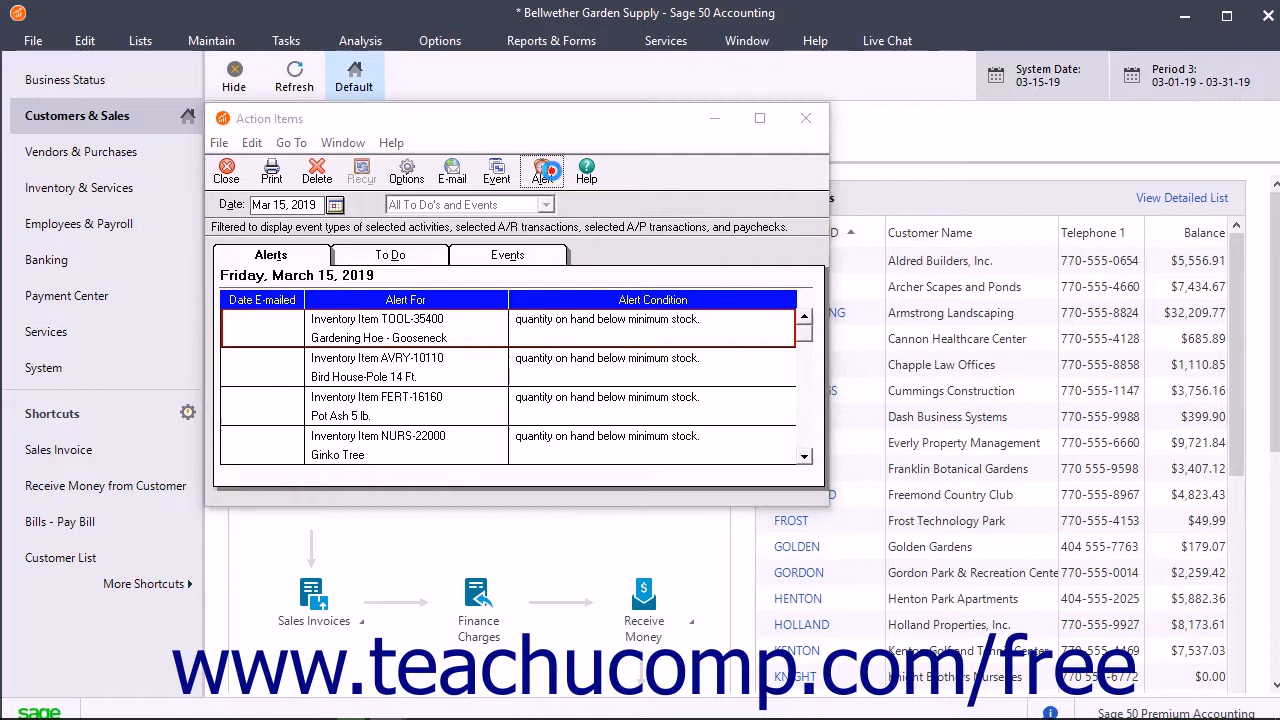 * Bellwether Garden Supply - Sage 50 Accounting
File Edit Lists Maintain Tasks Analysis Options Reports & Forms Services Window Help Live Chat
Business Status
Customers & Sales
Vendors & Purchases
Inventory & Services
Employees & Payroll
Banking
Payment Center
Services
System
Shortcuts
Sales Invoice
Receive Money from Customer
Bills - Pay Bill
Customer List
More Shortcuts
Hide Refresh Default
System Date:
03-15-19
Period 3:
03-01-19 - 03-31-19
Action Items
File Edit Go To Window Help
Close Print Delete Recur Options E-mail Event Help
Date: Mar 15, 2019 All To Do's and Events
Filtered to display event types of selected activities, selected A/R transactions, selected A/P transactions, and paychecks.
Alerts To Do Events
Friday, March 15, 2019
Date E-mailed Alert For Alert Condition
Inventory Item TOOL-35400 quantity on hand below minimum stock.
Gardening Hoe - Gooseneck
Inventory Item AVRY-10110 quantity on hand below minimum stock.
Bird House-Pole 14 Ft.
Inventory Item FERT-16160 quantity on hand below minimum stock.
Pot Ash 5 lb.
Inventory Item NURS-22000 quantity on hand below minimum stock.
Ginko Tree
View Detailed List
Customer Name Telephone 1 Balance
Aldred Builders, Inc. 770-555-0654 $5,556.91
Archer Scapes and Ponds 770-555-4660 $7,434.67
Armstrong Landscaping 770-555-8824 $32,209.77
Cannon Healthcare Center 770-555-4128 $685.89
Chapple Law Offices 770-555-8858 $1,110.85
Cummings Construction 770-555-1147 $3,756.16
Dash Business Systems 770-555-9988 $399.90
Everly Property Management 770-555-6660 $9,721.84
Franklin Botanical Gardens 770 555-9598 $3,407.12
Freemond Country Club 770-555-8967 $4,823.43
FROST Frost Technology Park 770-555-4153 $49.99
GOLDEN Golden Gardens 404 555-7763 $179.07
GORDON Gordon Park & Recreation Cente 770-555-0014 $2,259.42
HENTON Henton Park Apartments 404-555-2025 $5,882.36
HOLLAND Holland Properties, Inc. 770-555-9927 $8,173.61
KENTON $7,537.03
KNIGHT Knight Brothers Nurseries 770-555-6772 $0.00
Sales Invoices
Finance
Charges
Receive
Money
www.teachucomp.com/free
sage
Sage 50 Premium Accounting